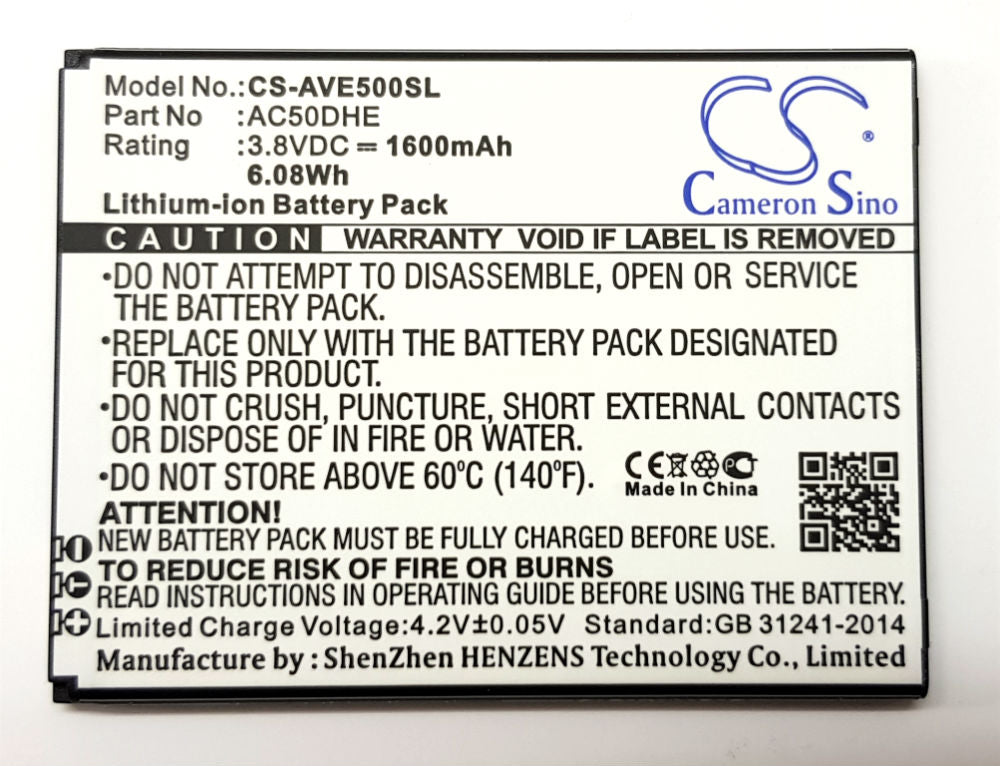 Model No.:CS-AVE500SL
Part No :AC50DHE
Rating :3.8VDC ⎓ 1600mAh
6.08Wh
Lithium-ion Battery Pack
CS ®
Cameron Sino
CAUTION WARRANTY VOID IF LABEL IS REMOVED
•DO NOT ATTEMPT TO DISASSEMBLE, OPEN OR SERVICE
THE BATTERY PACK.
•REPLACE ONLY WITH THE BATTERY PACK DESIGNATED
FOR THIS PRODUCT.
•DO NOT CRUSH, PUNCTURE, SHORT EXTERNAL CONTACTS
OR DISPOSE OF IN FIRE OR WATER.
•DO NOT STORE ABOVE 60ºC (140ºF).
CE PCT
Made In China
ATTENTION!
NEW BATTERY PACK MUST BE FULLY CHARGED BEFORE USE.
TO REDUCE RISK OF FIRE OR BURNS
READ INSTRUCTIONS IN OPERATING GUIDE BEFORE USING THE BATTERY.
Limited Charge Voltage:4.2V±0.05V Standard:GB 31241-2014
Manufacture by : ShenZhen HENZENS Technology Co., Limited